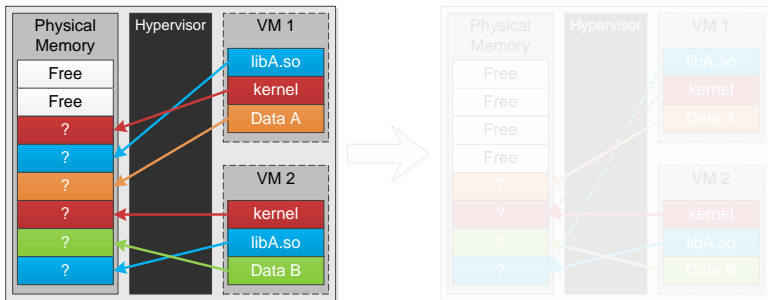 Physical
Memory
Free
Free
?
?
?
?
?
?
Hypervisor
VM 1
libA.so
kernel
Data A
VM 2
kernel
libA.so
Data B
Physical
Memory
Free
Free
Free
Free
?
?
?
?
Hypervisor
VM 1
libA.so
kernel
Data A
VM 2
kernel
libA.so
Data B